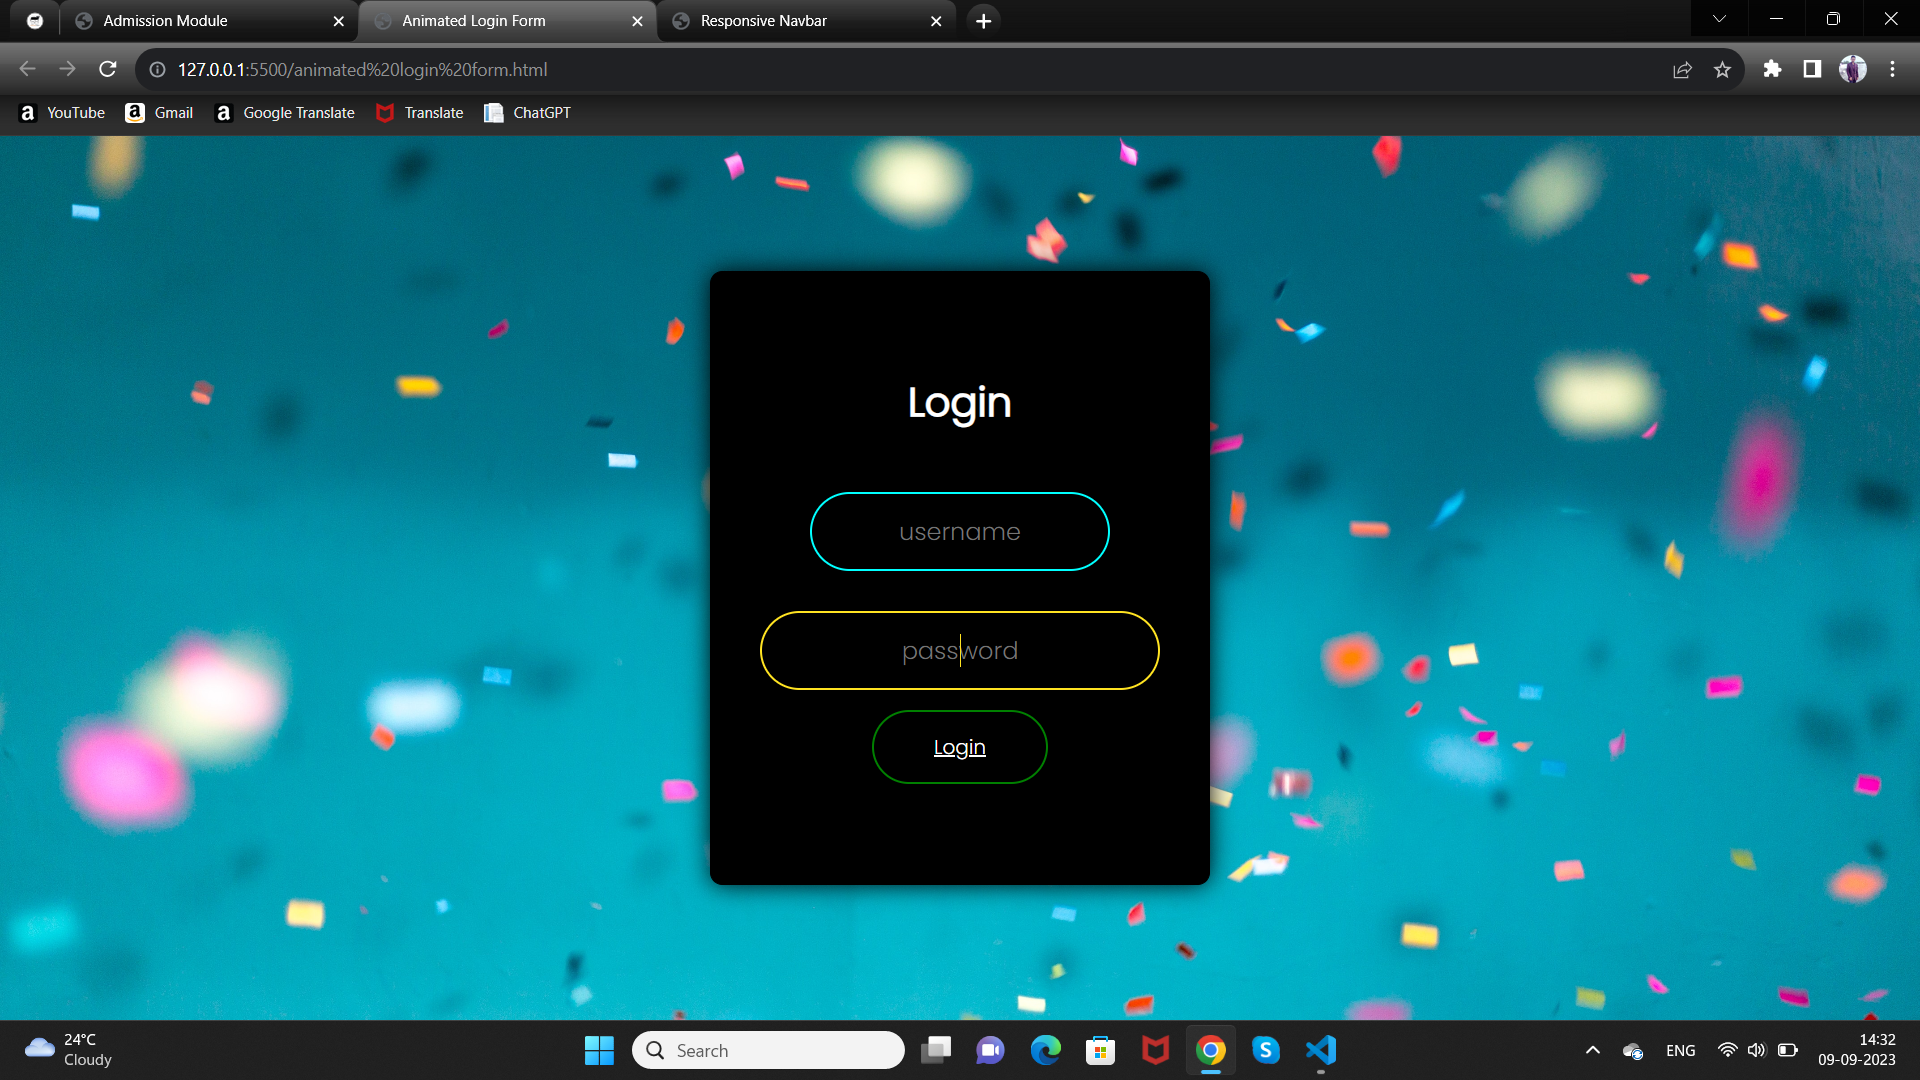 Admission Module
Animated Login Form
Responsive Navbar
127.0.0.1:5500/animated%20login%20form.html
YouTube
Gmail
Google Translate
Translate
ChatGPT
Login
username
password
Login
24°C
Cloudy
Search
ENG
14:32
09-09-2023